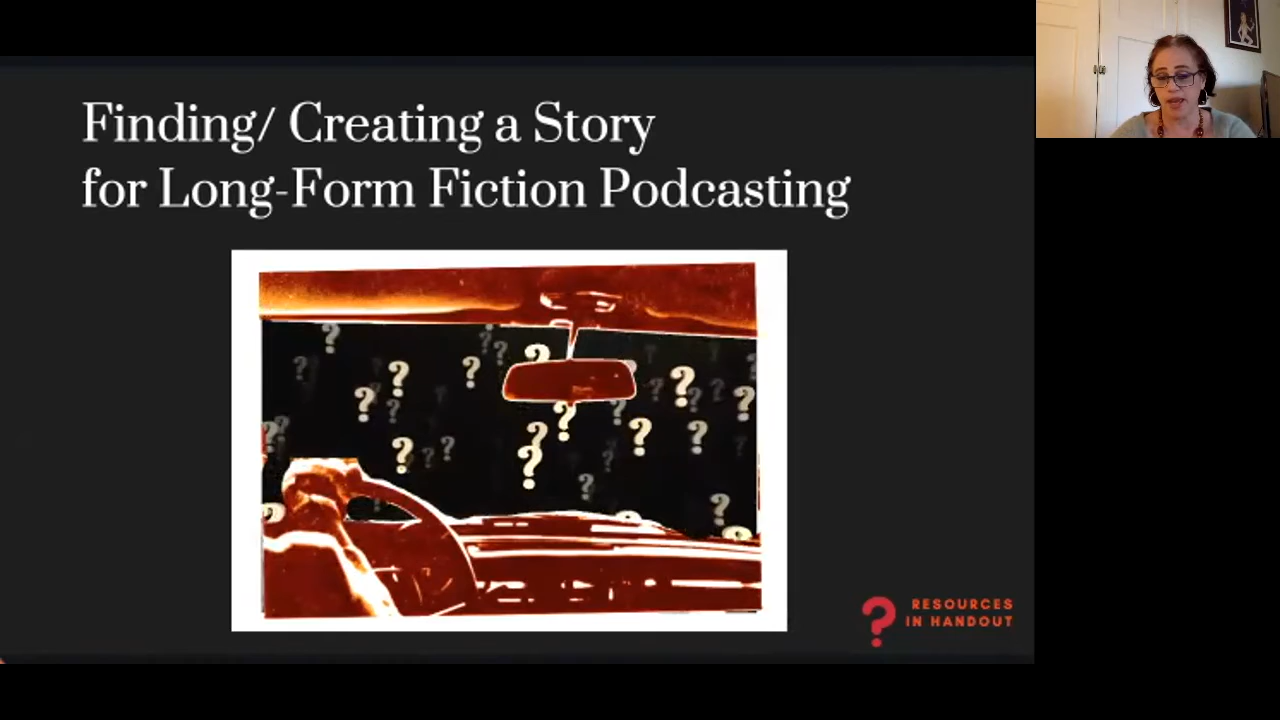 Finding/ Creating a Story
for Long-Form Fiction Podcasting
RESOURCES
IN HANDOUT